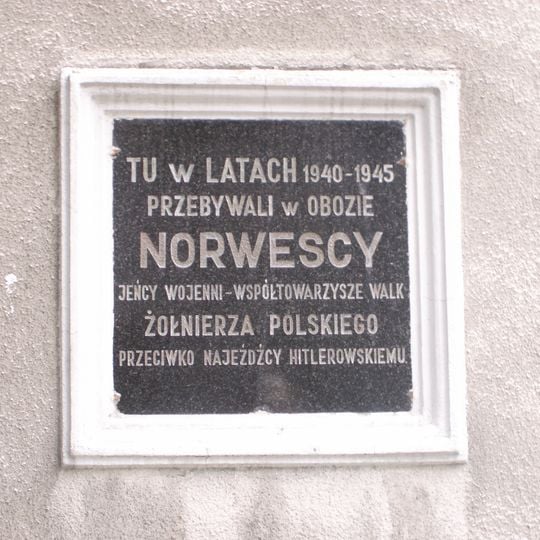 TU W LATACH 1940-1945
PRZEBYWALI W OBOZIE
NORWESCY
JEŃCY WOJENNI-WSPÓŁTOWARZYSZE WALK
ŻOŁNIERZA POLSKIEGO
PRZECIWKO NAJEŹDŹCY HITLEROWSKIEMU.